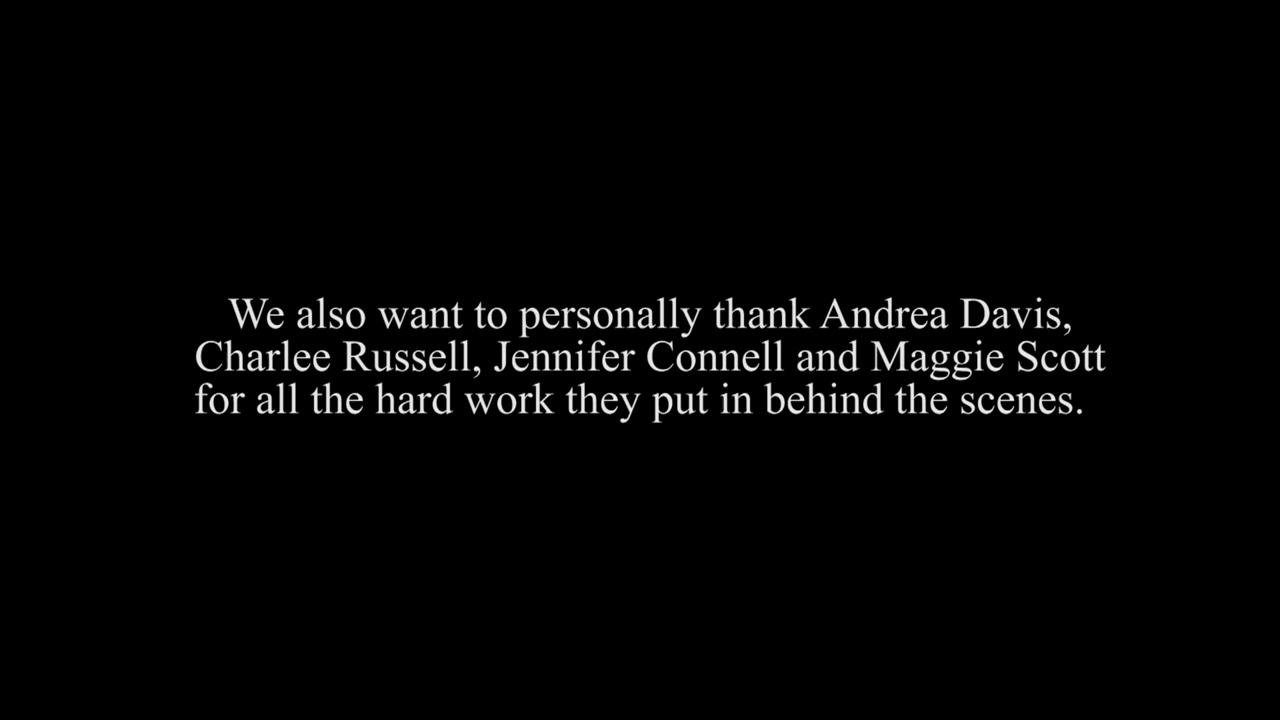 We also want to personally thank Andrea Davis,
Charlee Russell, Jennifer Connell and Maggie Scott
for all the hard work they put in behind the scenes.